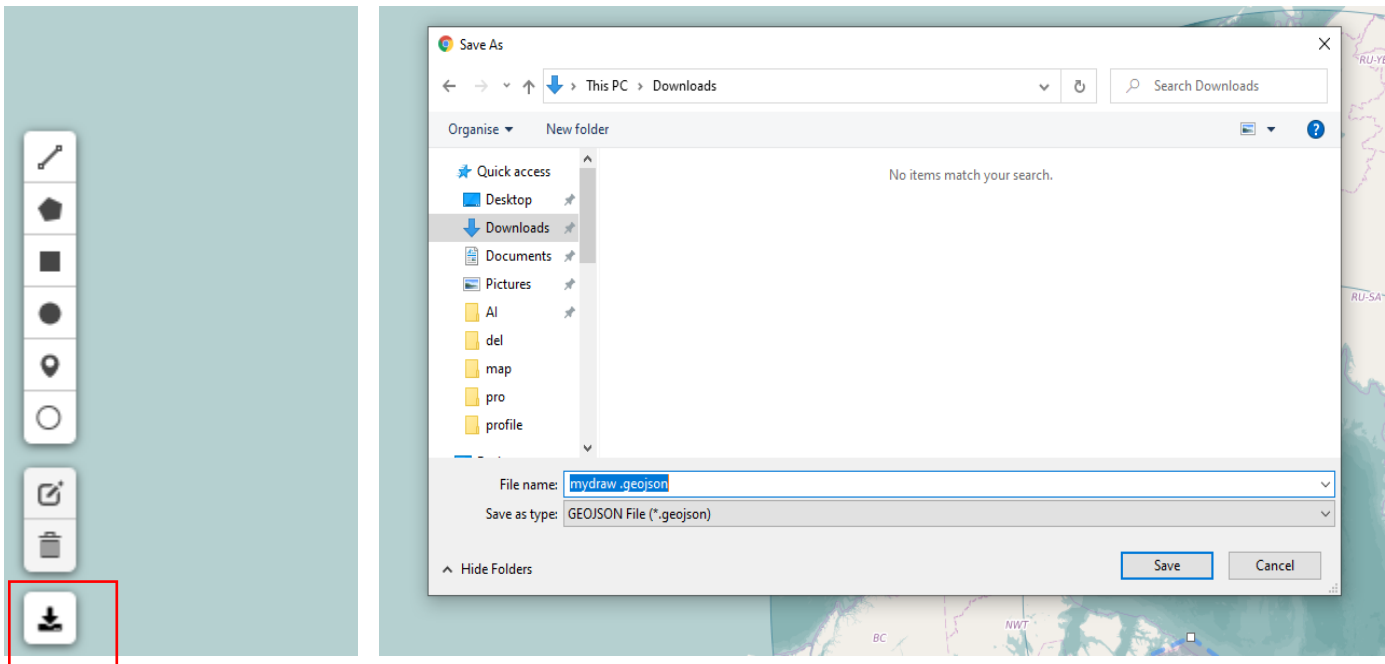 Save As
This PC > Downloads
Search Downloads
Organise
New folder
Quick access
Desktop
Downloads
Documents
Pictures
AI
del
map
pro
profile
No items match your search.
File name: mydraw .geojson
Save as type: GEOJSON File (*.geojson)
Hide Folders
Save
Cancel
RU-SA
BC
NWT